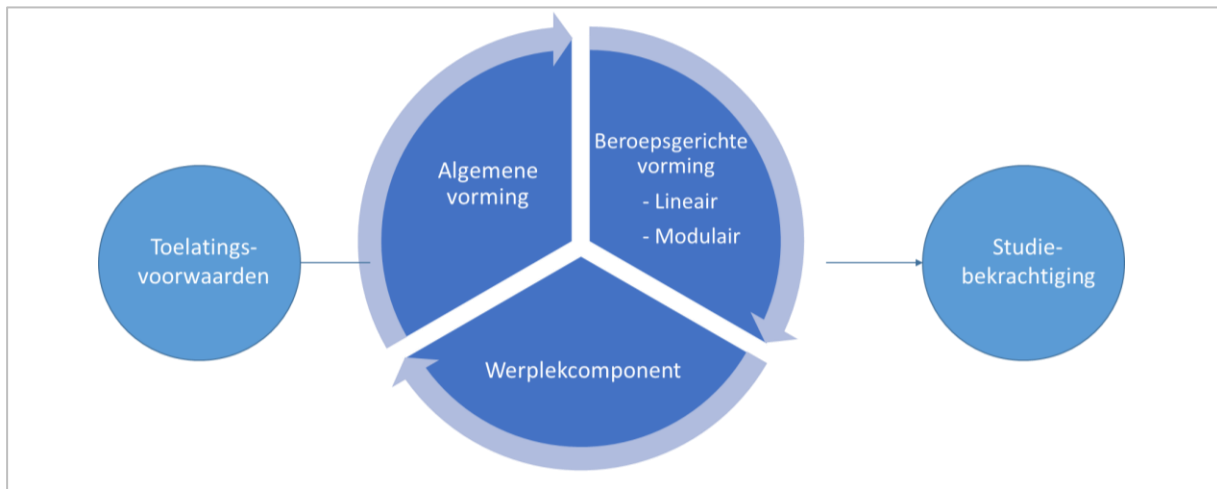 Toelatings-
voorwaarden
Algemene
vorming
Beroepsgerichte
vorming
- Lineair
- Modulair
Werplekcomponent
Studie-
bekrachtiging